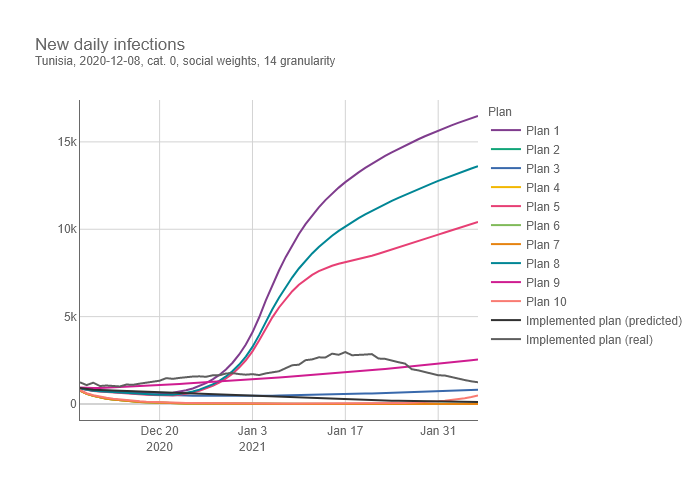 New daily infections
Tunisia, 2020-12-08, cat. 0, social weights, 14 granularity
15k
10k
5k
0
Dec 20
2020
Jan 3
2021
Jan 17
Jan 31
Plan
Plan 1
Plan 2
Plan 3
Plan 4
Plan 5
Plan 6
Plan 7
Plan 8
Plan 9
Plan 10
Implemented plan (predicted)
Implemented plan (real)